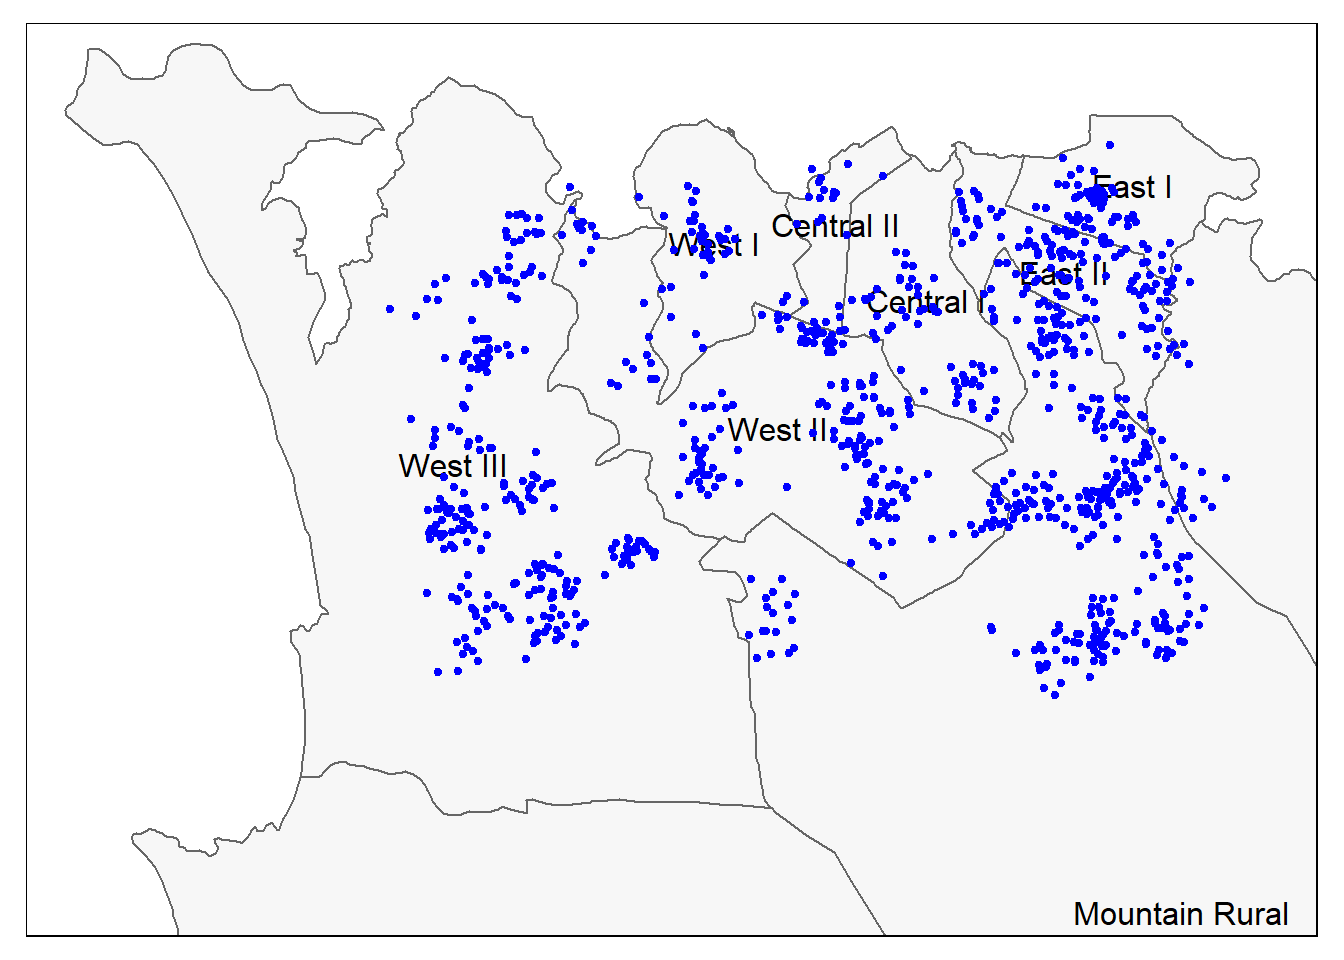 East I
Central II
West I
East II
Central I
West II
West III
Mountain Rural